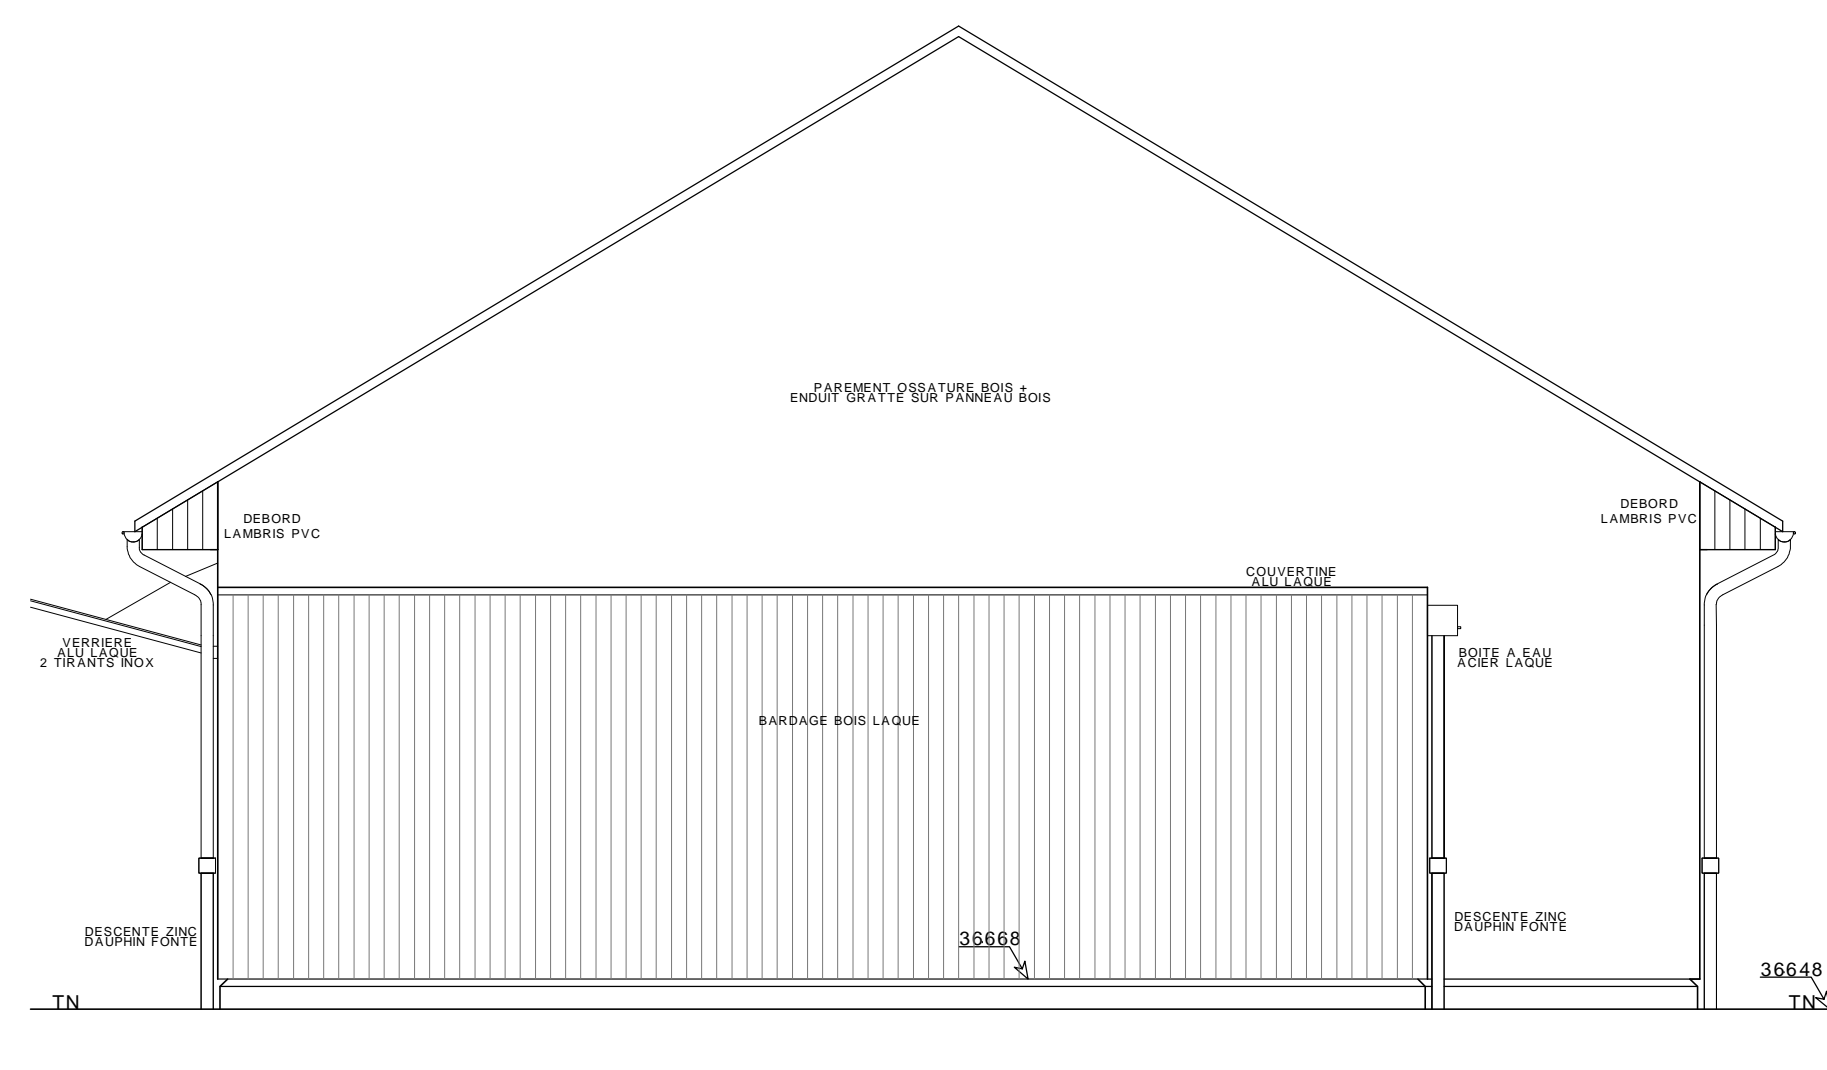 PAREMENT OSSATURE BOIS +
ENDUIT GRATTE SUR PANNEAU BOIS
DEBORD
LAMBRIS PVC
DEBORD
LAMBRIS PVC
COUVERTINE
ALU LAQUE
VERRIERE
ALU LAQUE
2 TIRANTS INOX
BOITE A EAU
ACIER LAQUE
BARDAGE BOIS LAQUE
DESCENTE ZINC
DAUPHIN FONTE
DESCENTE ZINC
DAUPHIN FONTE
36668
36648
TN
TN